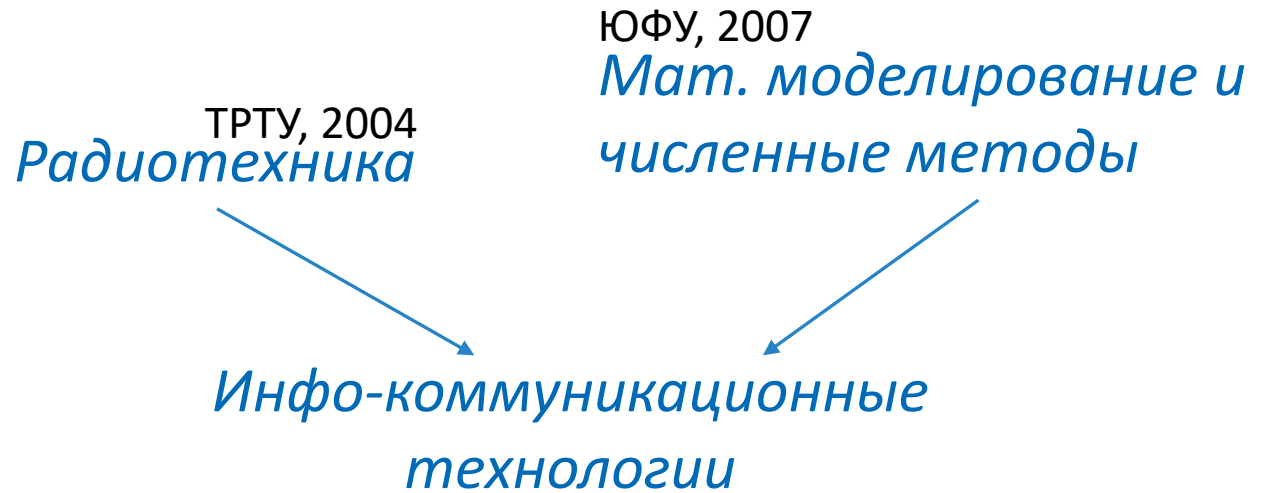 ТРТУ, 2004
Радиотехника
ЮФУ, 2007
Мат. моделирование и
численные методы
Инфо-коммуникационные
технологии